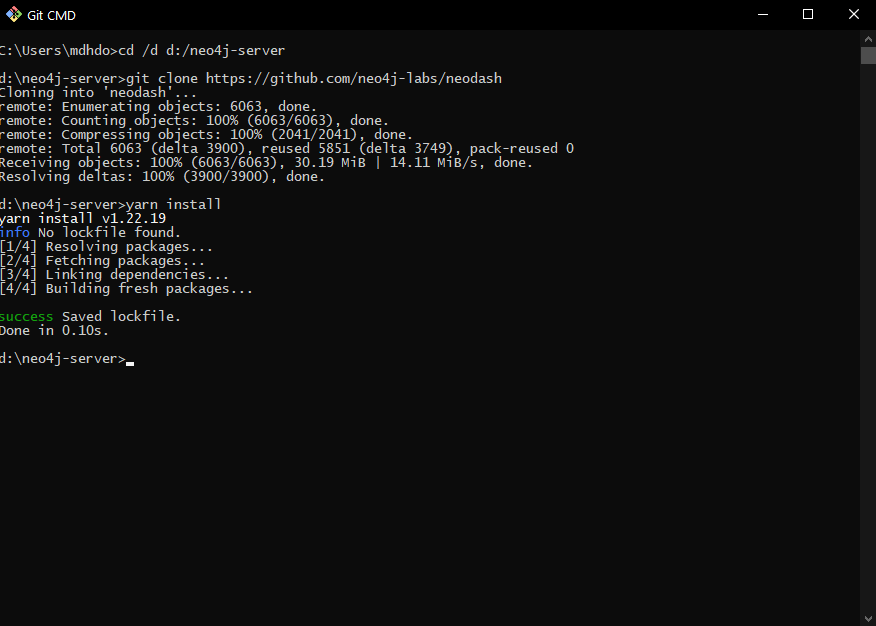 Git CMD
C:\Users\mdhdo>cd /d d:/neo4j-server
d:\neo4j-server>git clone https://github.com/neo4j-labs/neodash
Cloning into 'neodash'...
remote: Enumerating objects: 6063, done.
remote: Counting objects: 100% (6063/6063), done.
remote: Compressing objects: 100% (2041/2041), done.
remote: Total 6063 (delta 3900), reused 5851 (delta 3749), pack-reused 0
Receiving objects: 100% (6063/6063), 30.19 MiB | 14.11 MiB/s, done.
Resolving deltas: 100% (3900/3900), done.
d:\neo4j-server>yarn install
yarn install v1.22.19
info No lockfile found.
[1/4] Resolving packages...
[2/4] Fetching packages...
[3/4] Linking dependencies...
[4/4] Building fresh packages...
success Saved lockfile.
Done in 0.10s.
d:\neo4j-server>